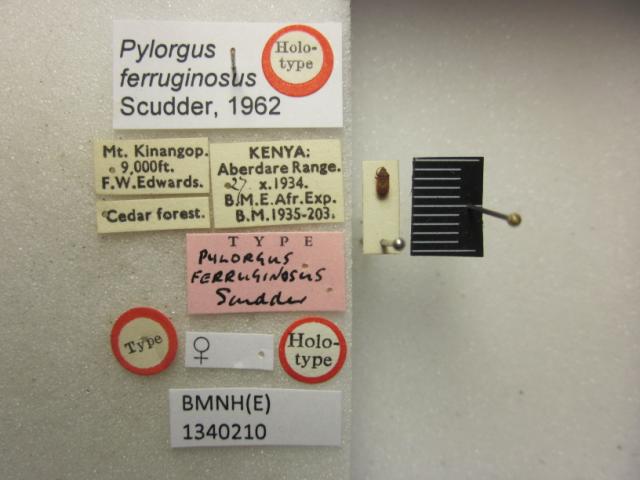 Pylorgus
ferruginosus
Scudder, 1962
Holo-
type
Mt. Kinangop.
9,000ft.
F.W.Edwards.
KENYA:
Aberdare Range.
27 x.1934.
B.M.E.Afr.Exp.
B.M.1935-203.
Cedar forest.
TYPE
PYLORGUS
FERRUGINOSUS
Scudder
Type
♀
Holo-
type
BMNH(E)
1340210